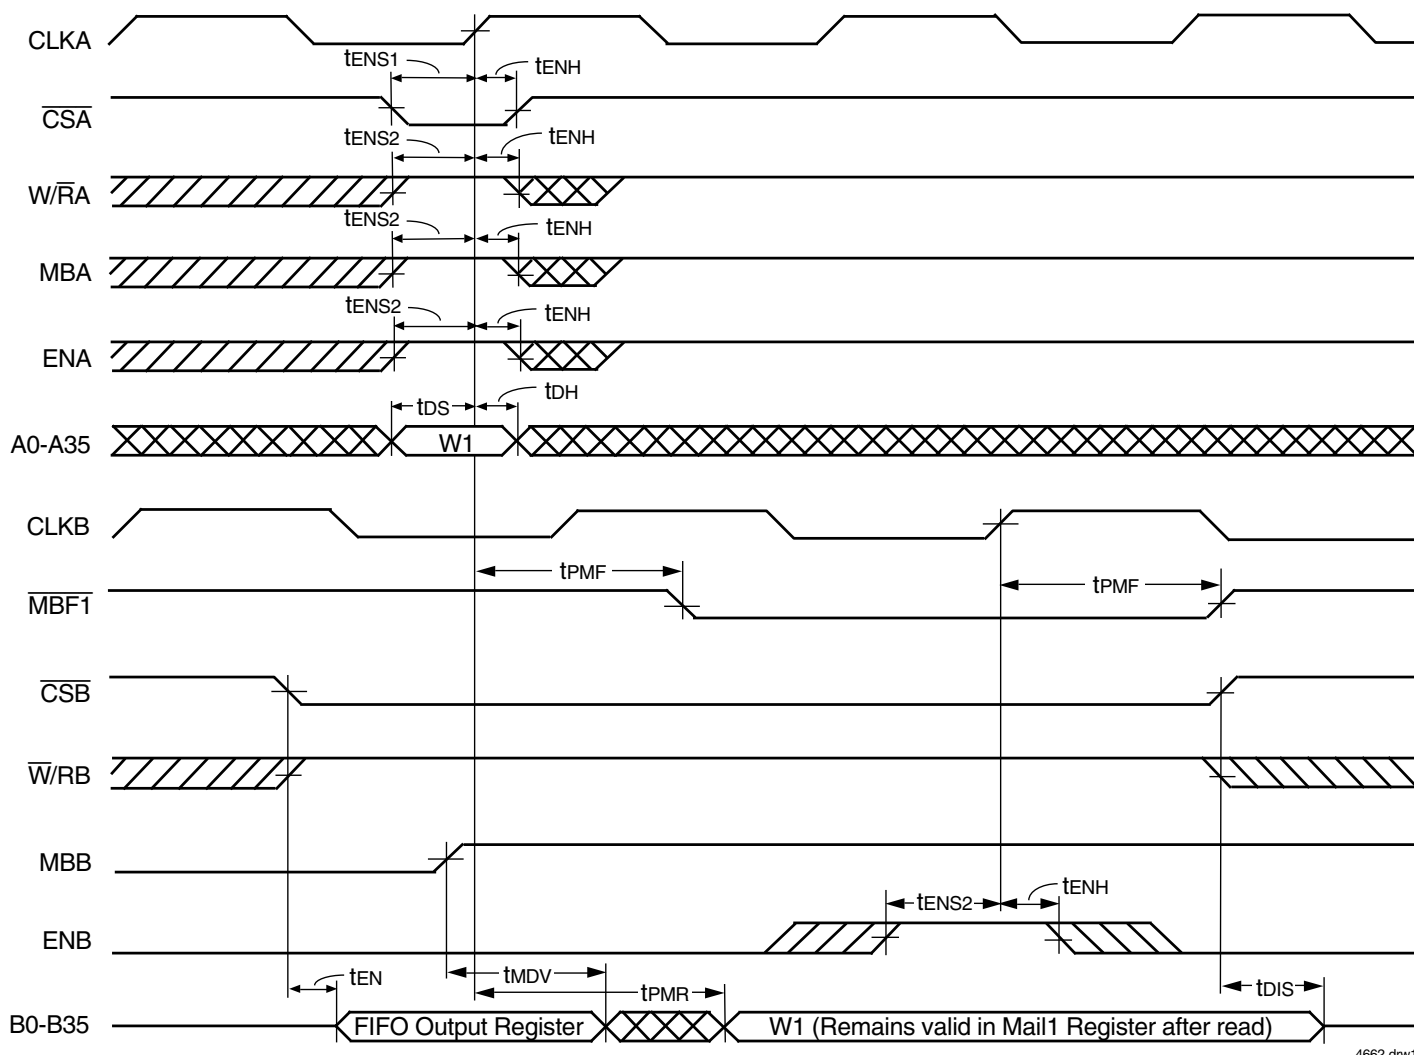 CLKA
tENS1
tENH
CSA
tENS2
tENH
W/RA
tENS2
tENH
MBA
tENS2
tENH
ENA
tDS
tDH
A0-A35
W1
CLKB
tPMF
tPMF
MBF1
CSB
W/RB
MBB
tENS2
tENH
ENB
tEN
tMDV
tPMR
tDIS
B0-B35
FIFO Output Register
W1 (Remains valid in Mail1 Register after read)